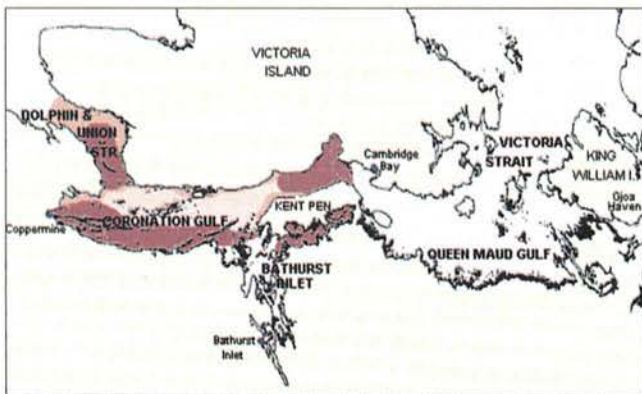 VICTORIA
ISLAND
DOLPHIN &
UNION
STR
VICTORIA
STRAIT
Cambridge
Bay
KING
WILLIAM I.
Gjoa
Haven
KENT PEN
Coppermine
CORONATION GULF
QUEEN MAUD GULF
BATHURST
INLET
Bathurst
Inlet